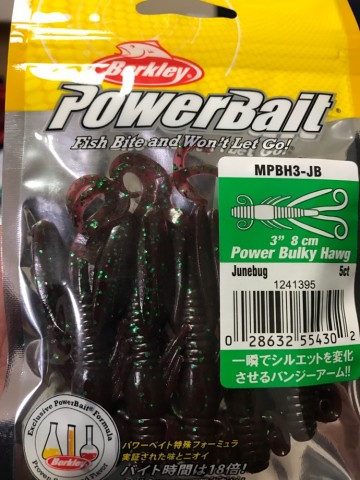 Berkley
PowerBait
Fish Bite and Won't Let Go!
MPBH3-JB
3" 8 cm
Power Bulky Hawg
Junebug 5ct
1241395
0 28632 55430 2
一瞬でシルエットを変化
させるバンジーアーム!!
Exclusive PowerBait Formula
Berkley
パワーベイト特殊フォーミュラ
実証された味とニオイ
バイト時間は18倍!